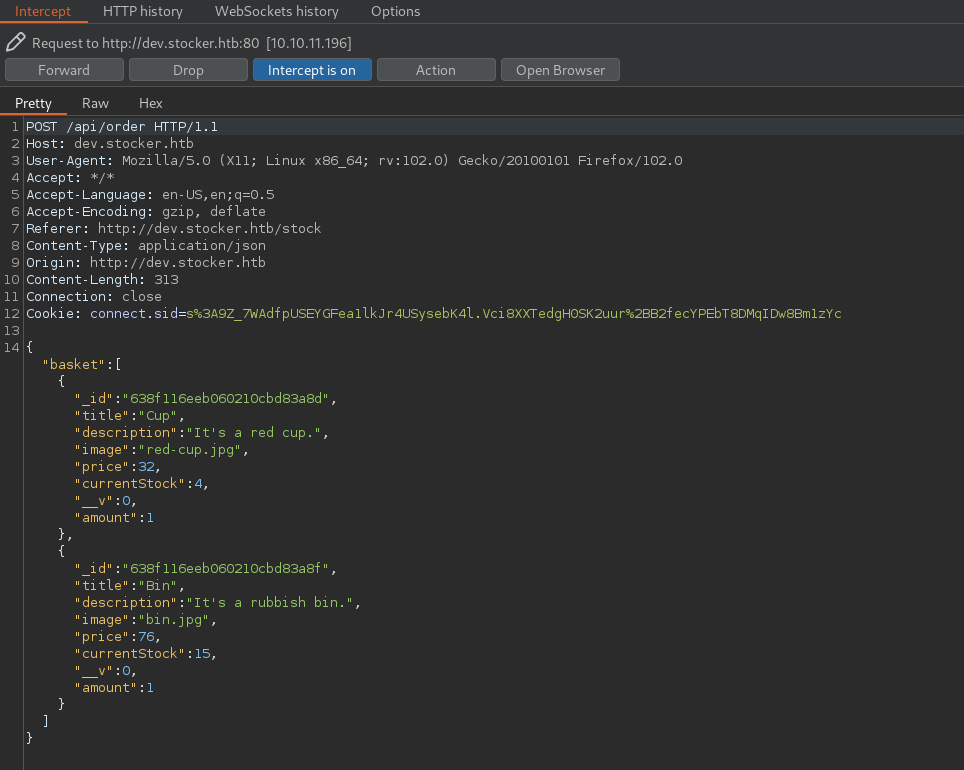 Intercept HTTP history WebSockets history Options
Request to http://dev.stocker.htb:80 [10.10.11.196]
Forward Drop Intercept is on Action Open Browser
Pretty Raw Hex
1 POST /api/order HTTP/1.1
2 Host: dev.stocker.htb
3 User-Agent: Mozilla/5.0 (X11; Linux x86_64; rv:102.0) Gecko/20100101 Firefox/102.0
4 Accept: */*
5 Accept-Language: en-US,en;q=0.5
6 Accept-Encoding: gzip, deflate
7 Referer: http://dev.stocker.htb/stock
8 Content-Type: application/json
9 Origin: http://dev.stocker.htb
10 Content-Length: 313
11 Connection: close
12 Cookie: connect.sid=s%3A9Z_7WAdfpUSEYGFea1lkJr4USysebK4l.Vci8XXTedgH0SK2uur%2BB2fecYPEbT8DMqIDw8Bm1zYc
13
14 {
"basket":[
{
"_id":"638f116eeb060210cbd83a8d",
"title":"Cup",
"description":"It's a red cup.",
"image":"red-cup.jpg",
"price":32,
"currentStock":4,
"__v":0,
"amount":1
},
{
"_id":"638f116eeb060210cbd83a8f",
"title":"Bin",
"description":"It's a rubbish bin.",
"image":"bin.jpg",
"price":76,
"currentStock":15,
"__v":0,
"amount":1
}
]
}